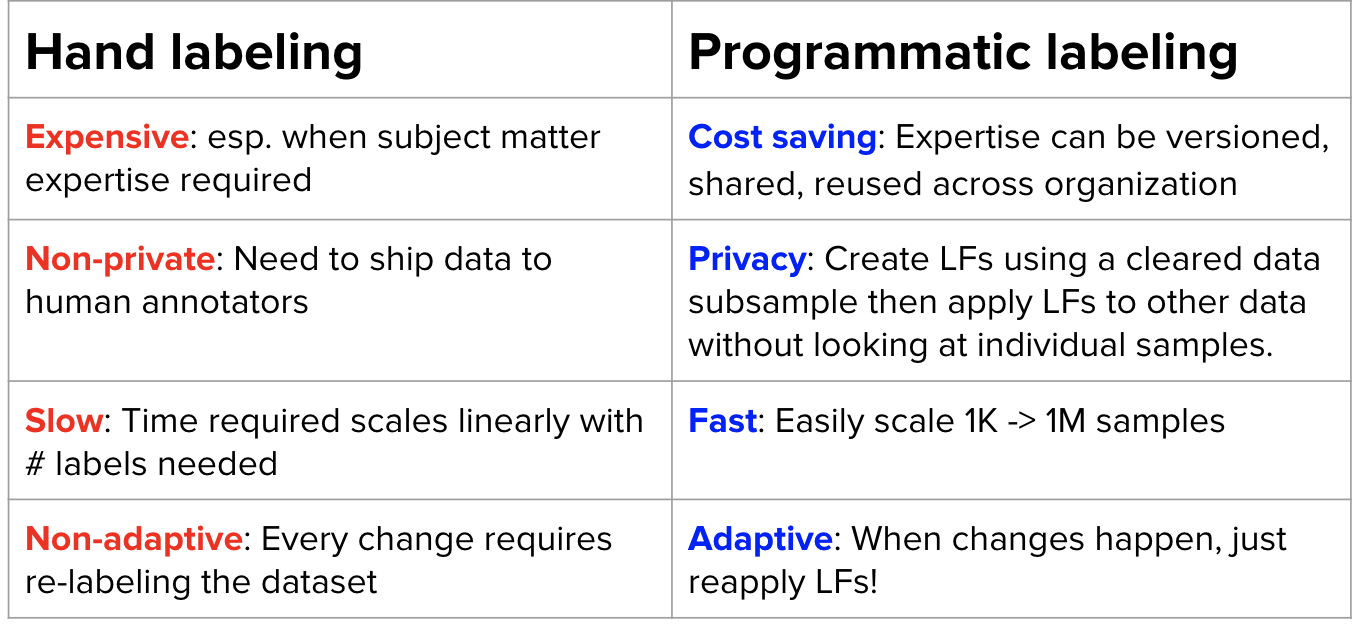 Hand labeling
Programmatic labeling
Expensive: esp. when subject matter
expertise required
Cost saving: Expertise can be versioned,
shared, reused across organization
Non-private: Need to ship data to
human annotators
Privacy: Create LFs using a cleared data
subsample then apply LFs to other data
without looking at individual samples.
Slow: Time required scales linearly with
# labels needed
Fast: Easily scale 1K -> 1M samples
Non-adaptive: Every change requires
re-labeling the dataset
Adaptive: When changes happen, just
reapply LFs!